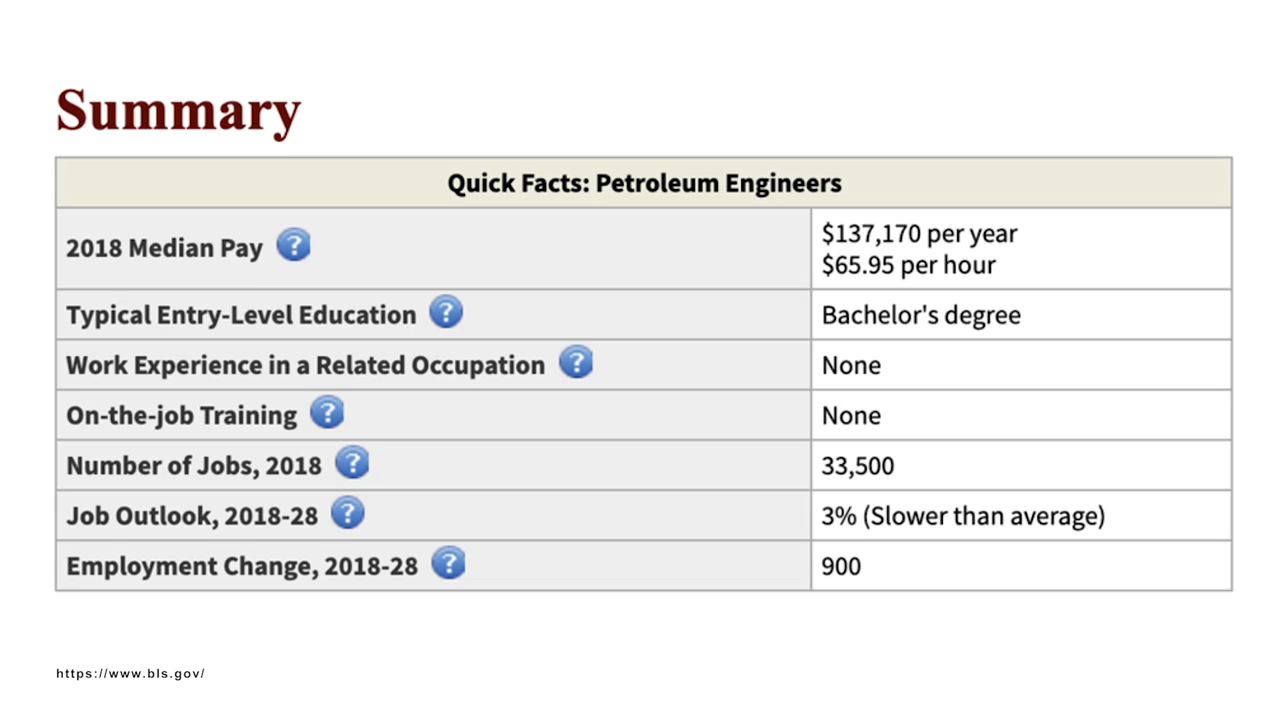 Summary
Quick Facts: Petroleum Engineers
2018 Median Pay ?
$137,170 per year
$65.95 per hour
Typical Entry-Level Education ?
Bachelor's degree
Work Experience in a Related Occupation ?
None
On-the-job Training ?
None
Number of Jobs, 2018 ?
33,500
Job Outlook, 2018-28 ?
3% (Slower than average)
Employment Change, 2018-28 ?
900
https://www.bls.gov/